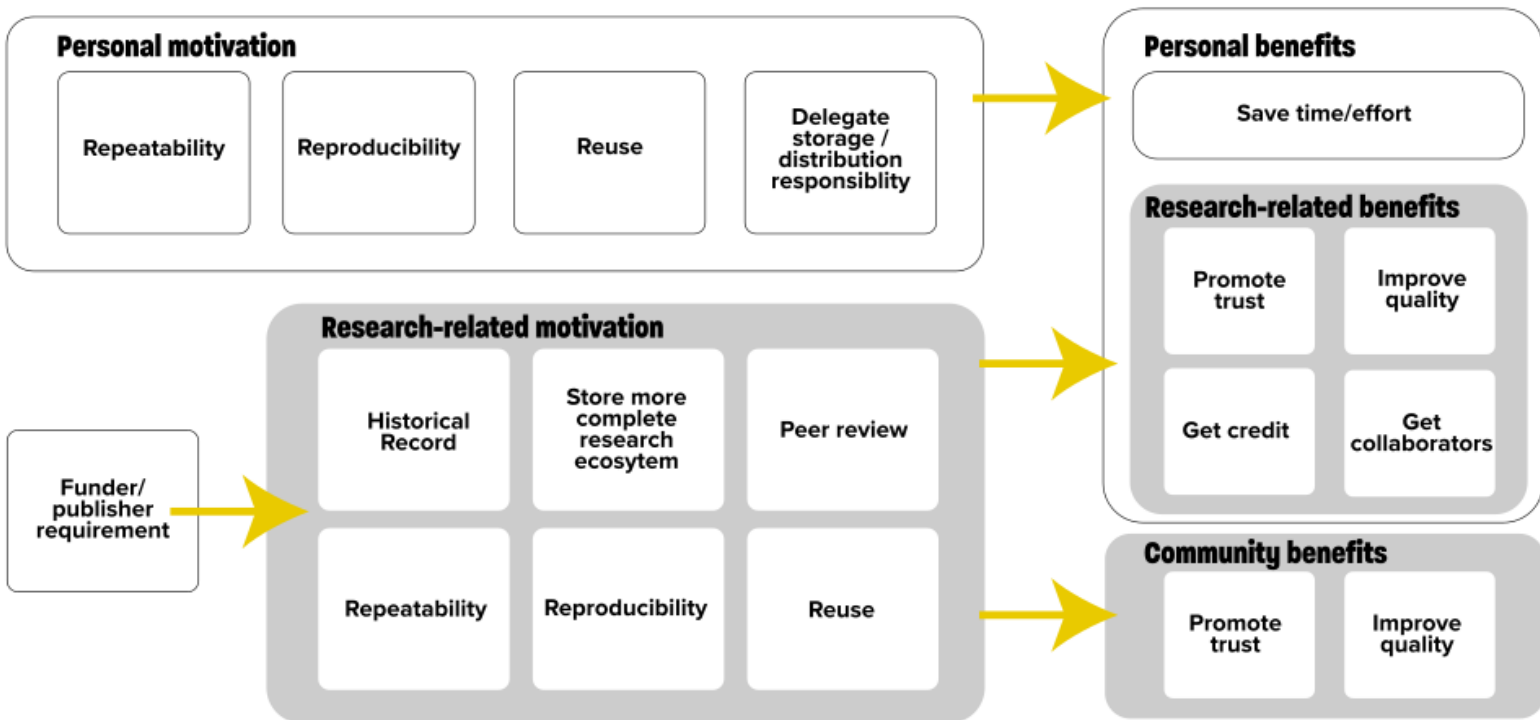 Personal motivation
Repeatability
Reproducibility
Reuse
Delegate
storage /
distribution
responsiblity
Personal benefits
Save time/effort
Research-related benefits
Promote
trust
Improve
quality
Get credit
Get
collaborators
Funder/
publisher
requirement
Research-related motivation
Historical
Record
Store more
complete
research
ecosytem
Peer review
Repeatability
Reproducibility
Reuse
Community benefits
Promote
trust
Improve
quality